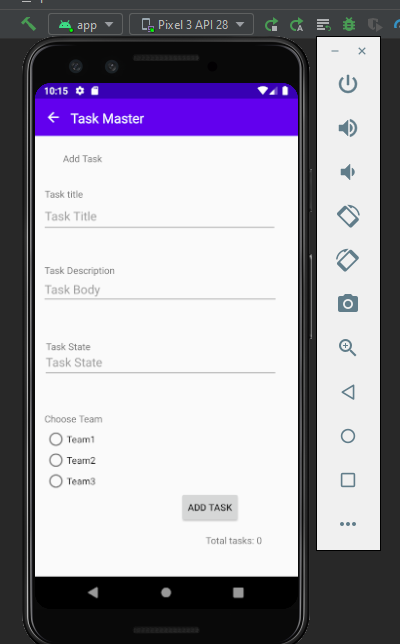 app
Pixel 3 API 28
10:15
Task Master
Add Task
Task title
Task Title
Task Description
Task Body
Task State
Task State
Choose Team
Team1
Team2
Team3
ADD TASK
Total tasks: 0